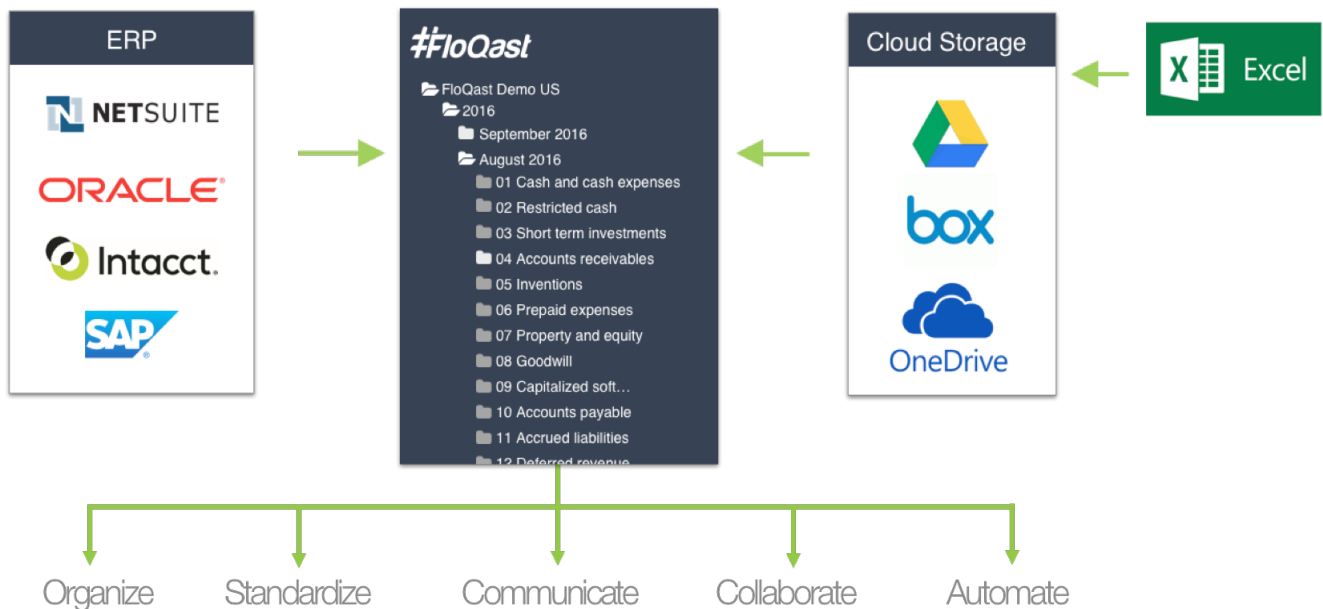 ERP
NETSUITE
ORACLE®
Intacct.
SAP®
#FloQast
FloQast Demo US
2016
September 2016
August 2016
01 Cash and cash expenses
02 Restricted cash
03 Short term investments
04 Accounts receivables
05 Inventions
06 Prepaid expenses
07 Property and equity
08 Goodwill
09 Capitalized soft…
10 Accounts payable
11 Accrued liabilities
12 Deferred revenue
Cloud Storage
box
OneDrive
X Excel
Organize Standardize Communicate Collaborate Automate